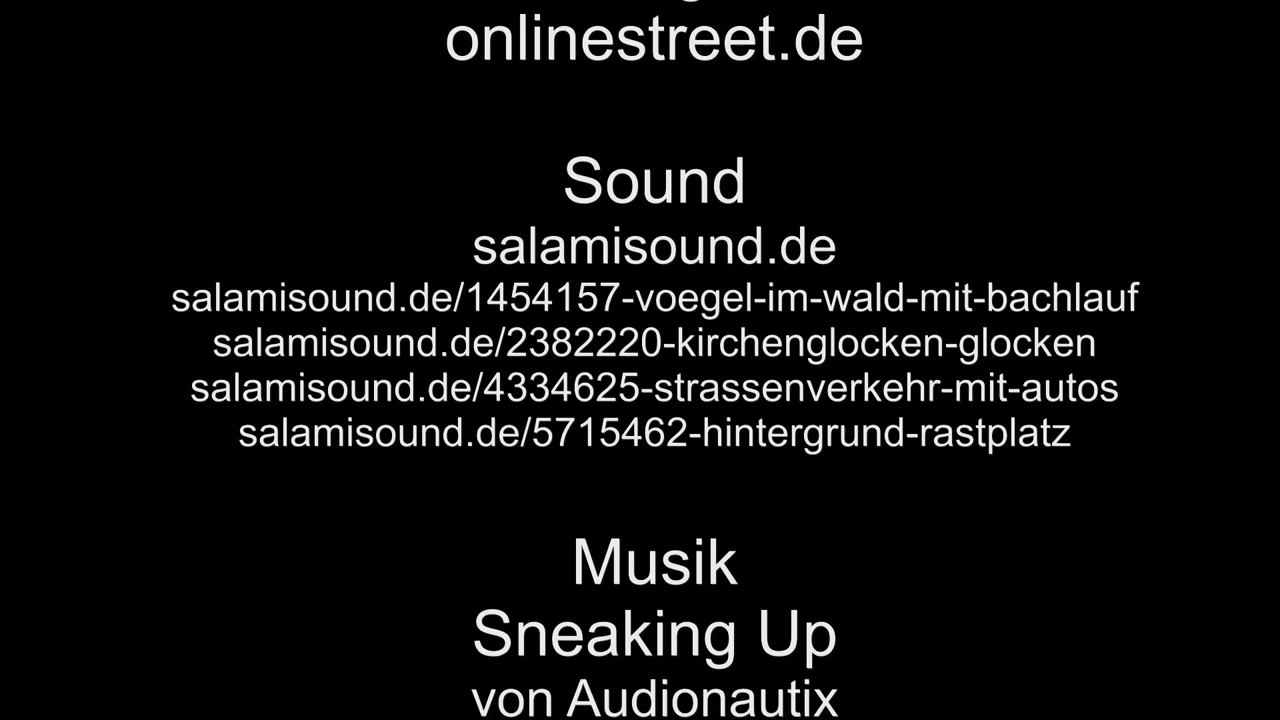 onlinestreet.de
Sound
salamisound.de
salamisound.de/1454157-voegel-im-wald-mit-bachlauf
salamisound.de/2382220-kirchenglocken-glocken
salamisound.de/4334625-strassenverkehr-mit-autos
salamisound.de/5715462-hintergrund-rastplatz
Musik
Sneaking Up
von Audionautix